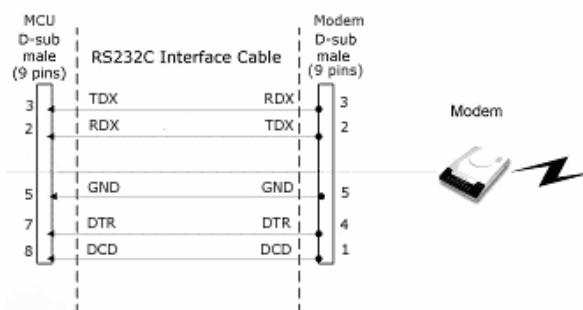 MCU
D-sub
male
(9 pins)
RS232C Interface Cable
Modem
D-sub
male
(9 pins)
3 TDX RDX 3
2 RDX TDX 2
5 GND GND 5
7 DTR DTR 4
8 DCD DCD 1
Modem